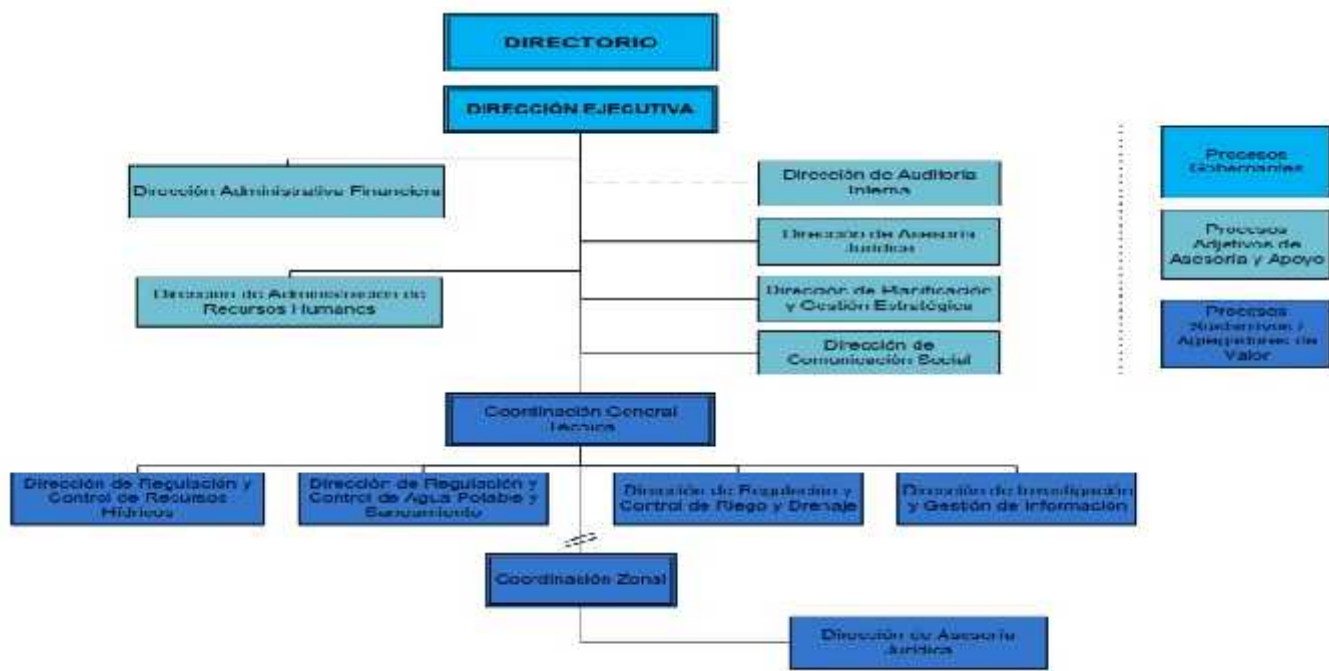 DIRECTORIO
DIRECCIÓN EJECUTIVA
Dirección Administrativa Financiera
Dirección de Auditoría
Interna
Dirección de Asesoría
Jurídica
Dirección de Administración de
Recursos Humanos
Dirección de Planificación
y Gestión Estratégica
Dirección de
Comunicación Social
Procesos
Gobernantes
Procesos
Adjetivos de
Asesoría y Apoyo
Procesos
Sustantivos /
Agregadores de
Valor
Coordinación General
Técnica
Dirección de Regulación y
Control de Recursos
Hídricos
Dirección de Regulación y
Control de Agua Potable y
Saneamiento
Dirección de Regulación y
Control de Riego y Drenaje
Dirección de Investigación
y Gestión de Información
Coordinación Zonal
Dirección de Asesoría
Jurídica